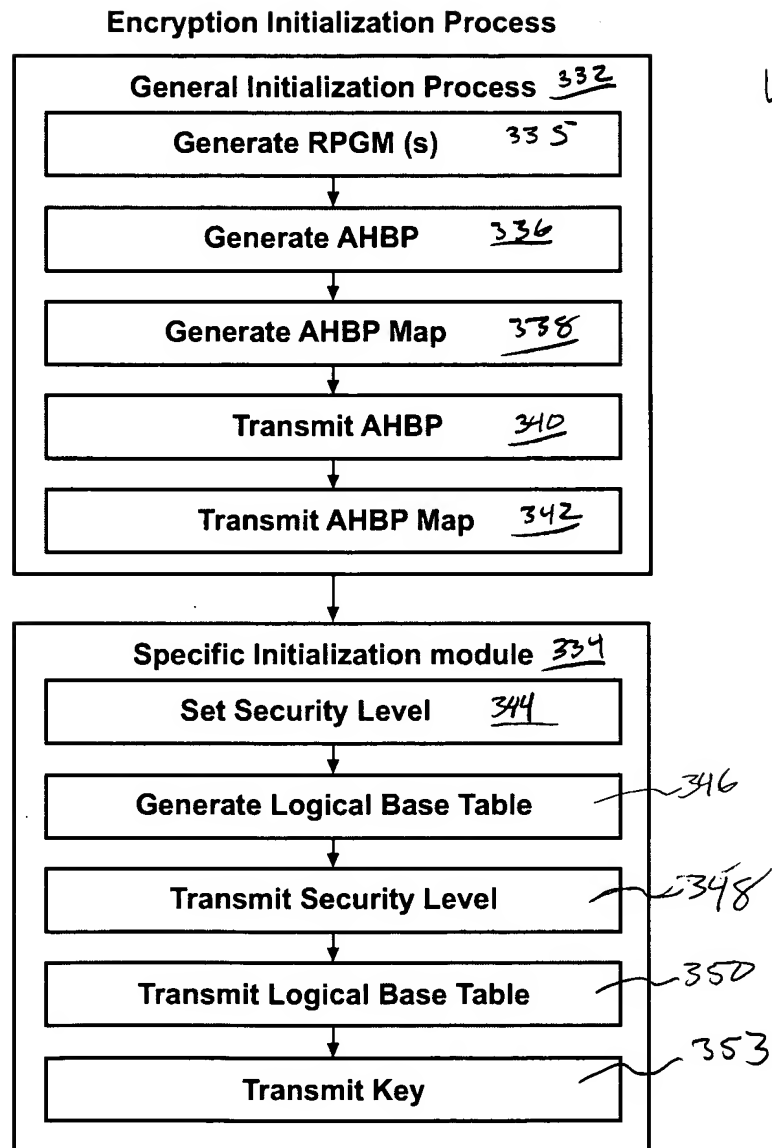 Encryption Initialization Process
General Initialization Process 332
Generate RPGM (s) 335
Generate AHBP 336
Generate AHBP Map 338
Transmit AHBP 340
Transmit AHBP Map 342
Specific Initialization module 334
Set Security Level 344
Generate Logical Base Table 346
Transmit Security Level 348
Transmit Logical Base Table 350
Transmit Key 353